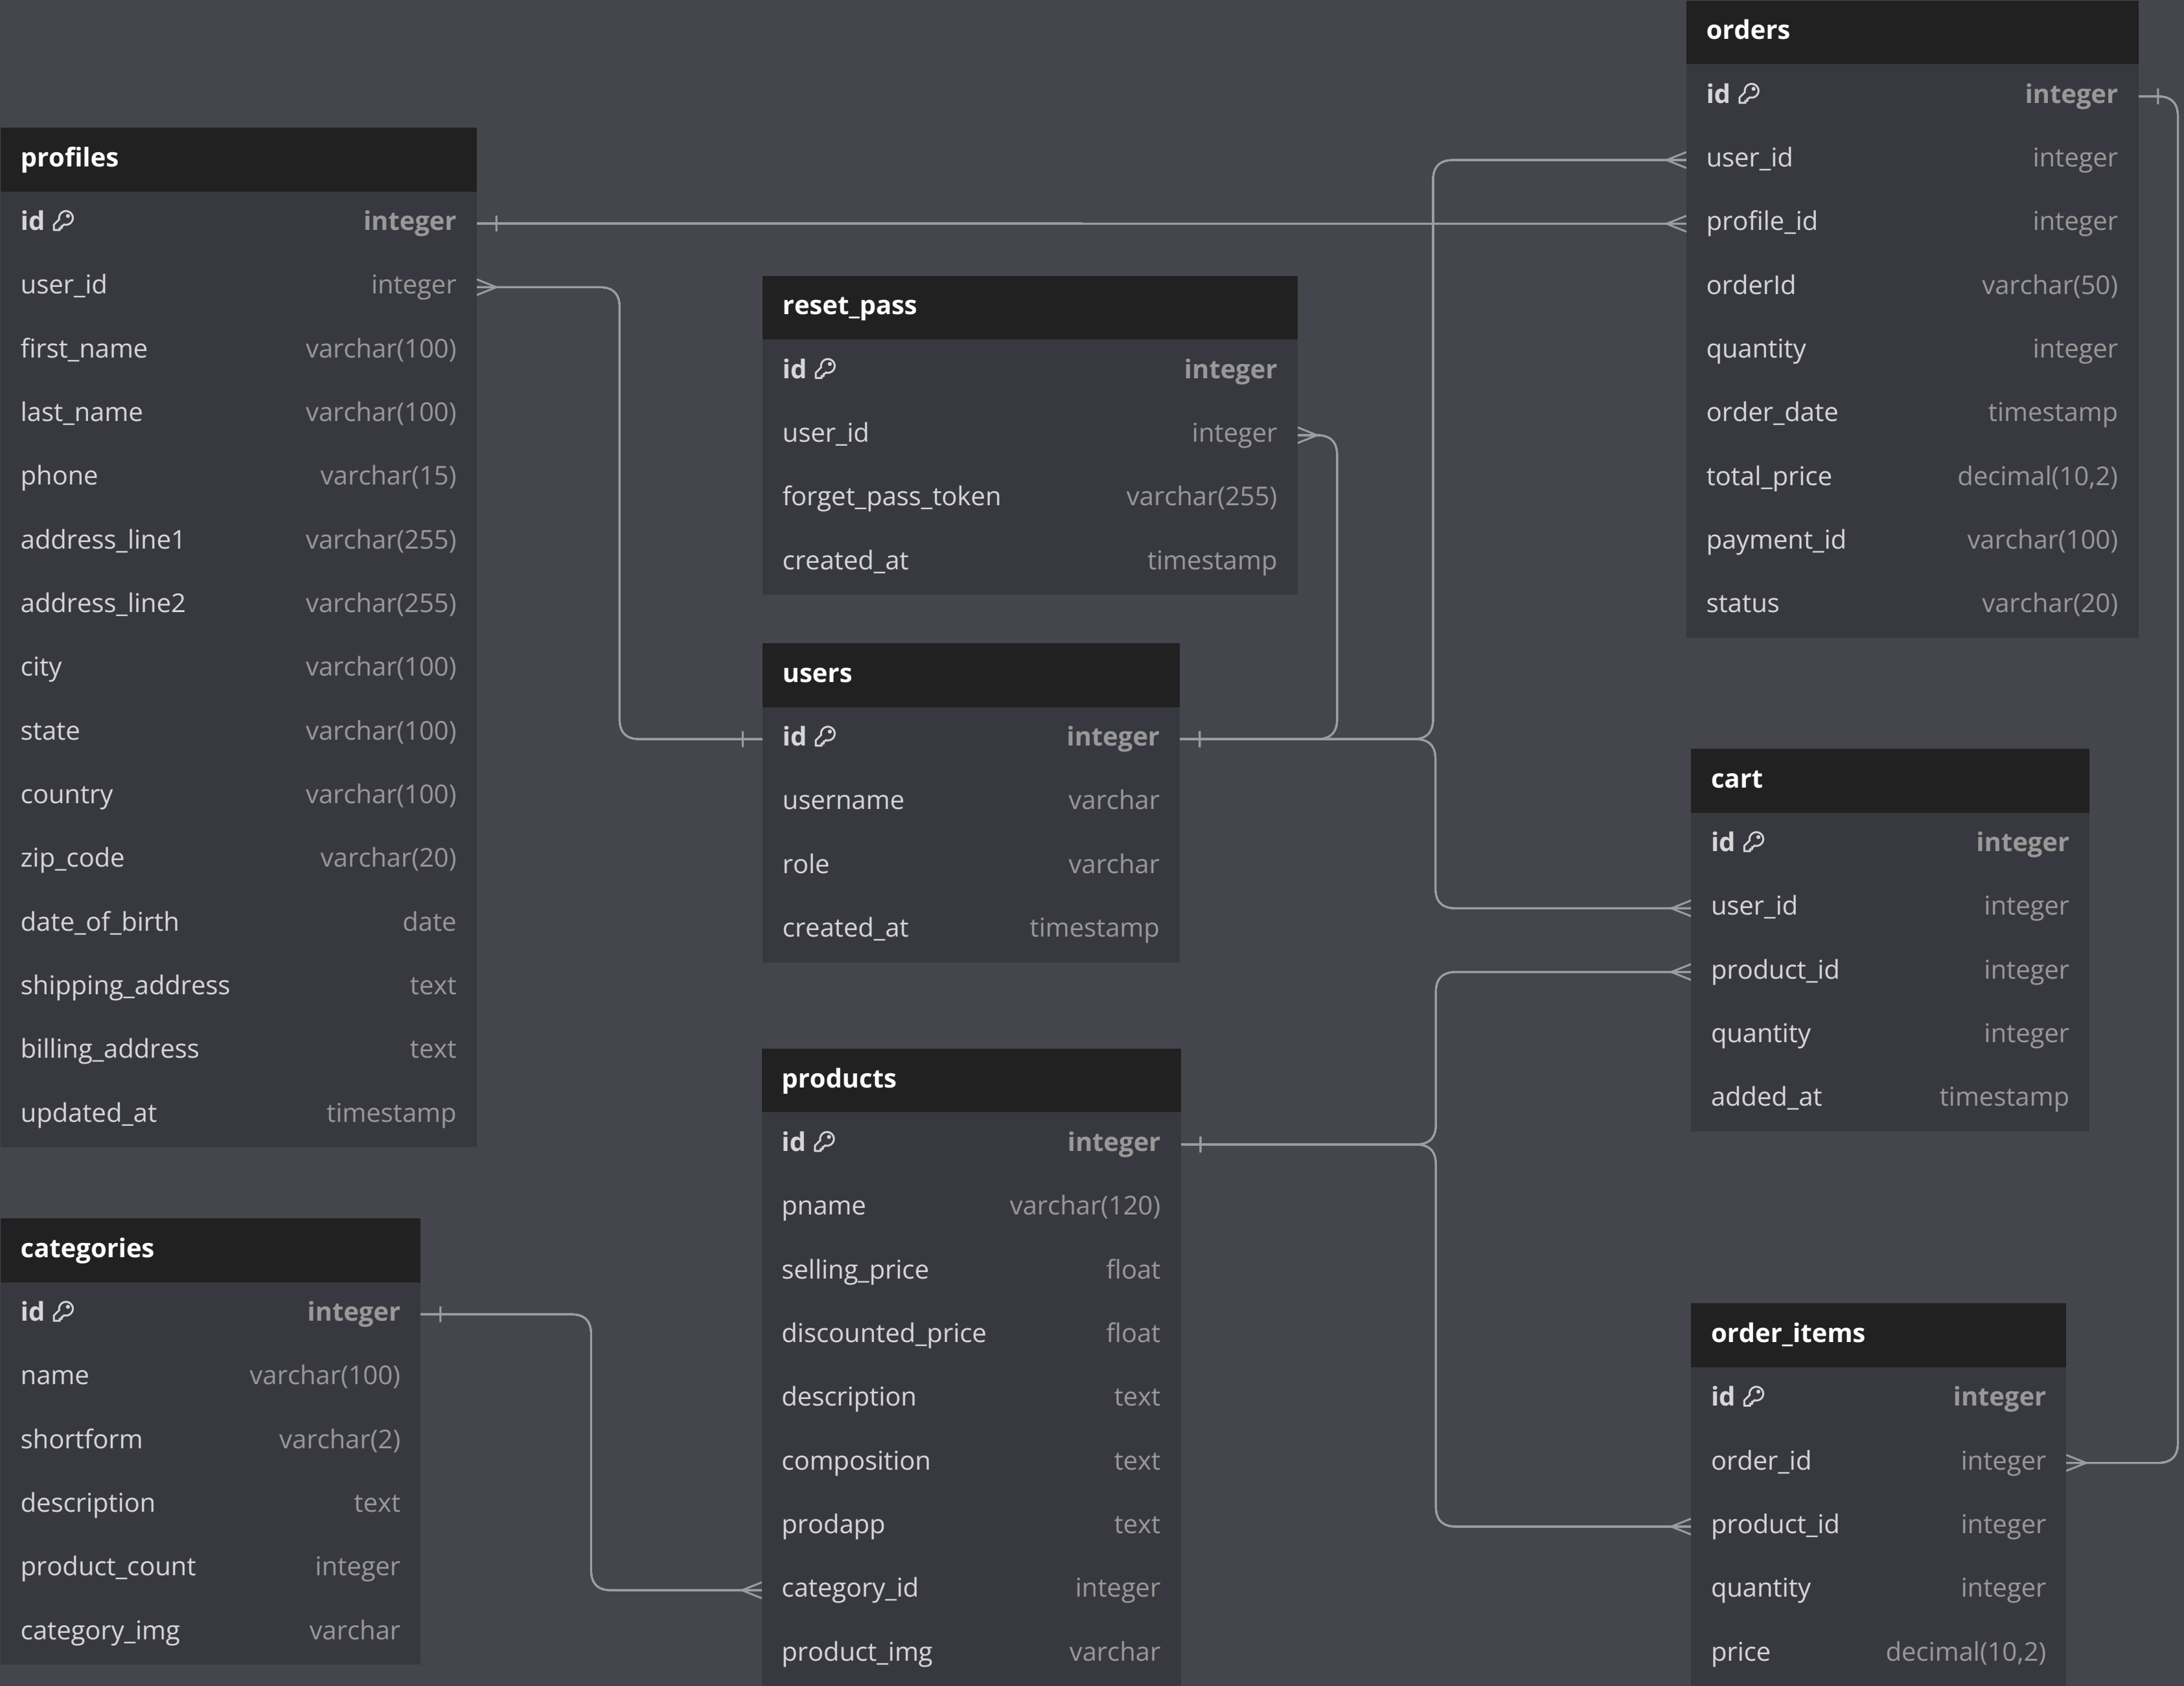 profiles
id integer
user_id integer
first_name varchar(100)
last_name varchar(100)
phone varchar(15)
address_line1 varchar(255)
address_line2 varchar(255)
city varchar(100)
state varchar(100)
country varchar(100)
zip_code varchar(20)
date_of_birth date
shipping_address text
billing_address text
updated_at timestamp
categories
id integer
name varchar(100)
shortform varchar(2)
description text
product_count integer
category_img varchar
reset_pass
id integer
user_id integer
forget_pass_token varchar(255)
created_at timestamp
users
id integer
username varchar
role varchar
created_at timestamp
products
id integer
pname varchar(120)
selling_price float
discounted_price float
description text
composition text
prodapp text
category_id integer
product_img varchar
orders
id integer
user_id integer
profile_id integer
orderId varchar(50)
quantity integer
order_date timestamp
total_price decimal(10,2)
payment_id varchar(100)
status varchar(20)
cart
id integer
user_id integer
product_id integer
quantity integer
added_at timestamp
order_items
id integer
order_id integer
product_id integer
quantity integer
price decimal(10,2)